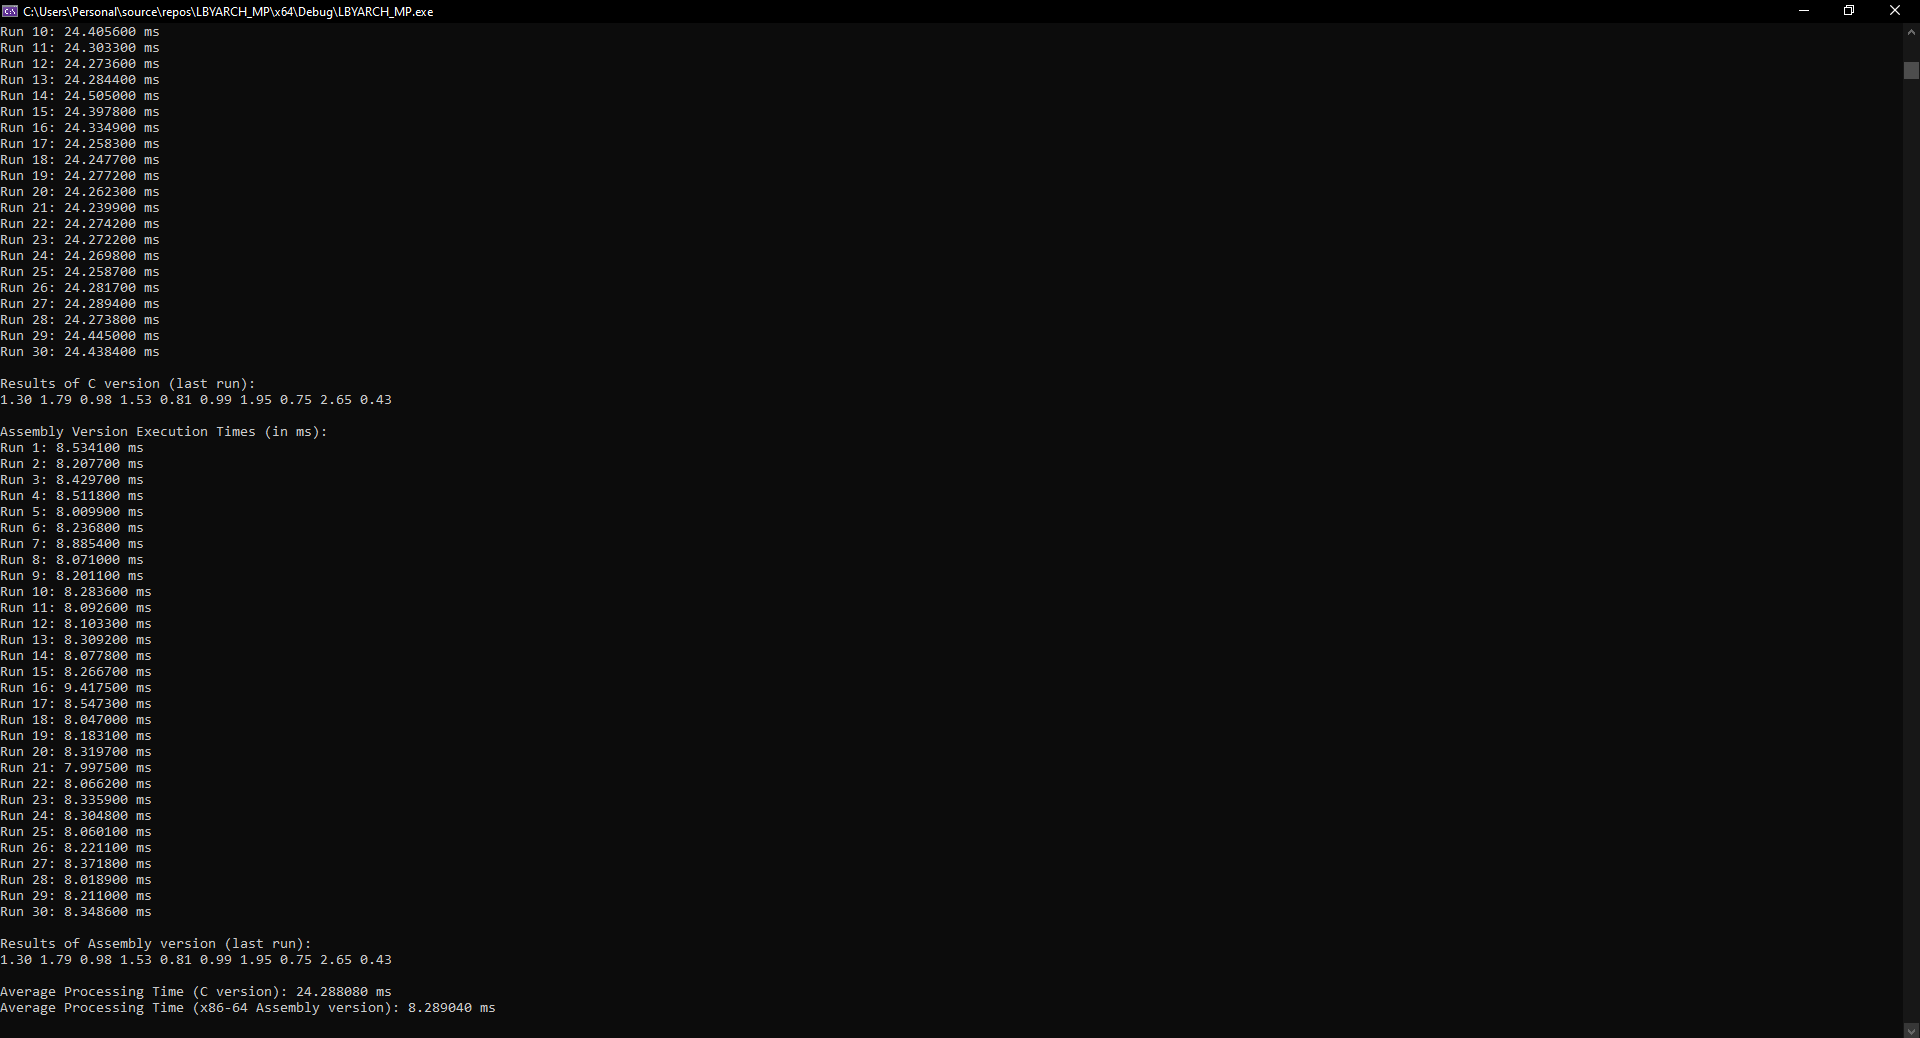 C:\Users\Personal\source\repos\LBYARCH_MP\x64\Debug\LBYARCH_MP.exe
Run 10: 24.405600 ms
Run 11: 24.303300 ms
Run 12: 24.273600 ms
Run 13: 24.284400 ms
Run 14: 24.505000 ms
Run 15: 24.397800 ms
Run 16: 24.334900 ms
Run 17: 24.258300 ms
Run 18: 24.247700 ms
Run 19: 24.277200 ms
Run 20: 24.262300 ms
Run 21: 24.239900 ms
Run 22: 24.274200 ms
Run 23: 24.272200 ms
Run 24: 24.269800 ms
Run 25: 24.258700 ms
Run 26: 24.281700 ms
Run 27: 24.289400 ms
Run 28: 24.273800 ms
Run 29: 24.445000 ms
Run 30: 24.438400 ms
Results of C version (last run):
1.30 1.79 0.98 1.53 0.81 0.99 1.95 0.75 2.65 0.43
Assembly Version Execution Times (in ms):
Run 1: 8.534100 ms
Run 2: 8.207700 ms
Run 3: 8.429700 ms
Run 4: 8.511800 ms
Run 5: 8.009900 ms
Run 6: 8.236800 ms
Run 7: 8.885400 ms
Run 8: 8.071000 ms
Run 9: 8.201100 ms
Run 10: 8.283600 ms
Run 11: 8.092600 ms
Run 12: 8.103300 ms
Run 13: 8.309200 ms
Run 14: 8.077800 ms
Run 15: 8.266700 ms
Run 16: 9.417500 ms
Run 17: 8.547300 ms
Run 18: 8.047000 ms
Run 19: 8.183100 ms
Run 20: 8.319700 ms
Run 21: 7.997500 ms
Run 22: 8.066200 ms
Run 23: 8.335900 ms
Run 24: 8.304800 ms
Run 25: 8.060100 ms
Run 26: 8.221100 ms
Run 27: 8.371800 ms
Run 28: 8.018900 ms
Run 29: 8.211000 ms
Run 30: 8.348600 ms
Results of Assembly version (last run):
1.30 1.79 0.98 1.53 0.81 0.99 1.95 0.75 2.65 0.43
Average Processing Time (C version): 24.288080 ms
Average Processing Time (x86-64 Assembly version): 8.289040 ms